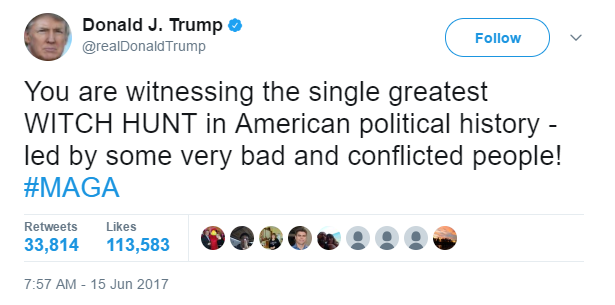 Donald J. Trump
@realDonaldTrump
Follow
You are witnessing the single greatest
WITCH HUNT in American political history -
led by some very bad and conflicted people!
#MAGA
Retweets Likes
33,814 113,583
7:57 AM - 15 Jun 2017